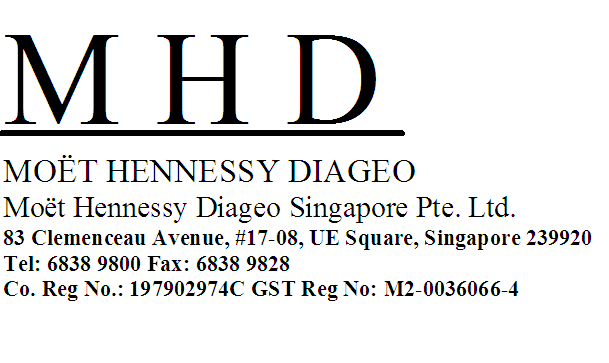 M H D
MOËT HENNESSY DIAGEO
Moët Hennessy Diageo Singapore Pte. Ltd.
83 Clemenceau Avenue, #17-08, UE Square, Singapore 239920
Tel: 6838 9800 Fax: 6838 9828
Co. Reg No.: 197902974C GST Reg No: M2-0036066-4